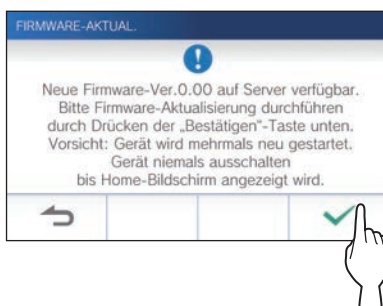 FIRMWARE-AKTUAL.
Neue Firmware-Ver.0.00 auf Server verfügbar.
Bitte Firmware-Aktualisierung durchführen
durch Drücken der „Bestätigen“-Taste unten.
Vorsicht: Gerät wird mehrmals neu gestartet.
Gerät niemals ausschalten
bis Home-Bildschirm angezeigt wird.